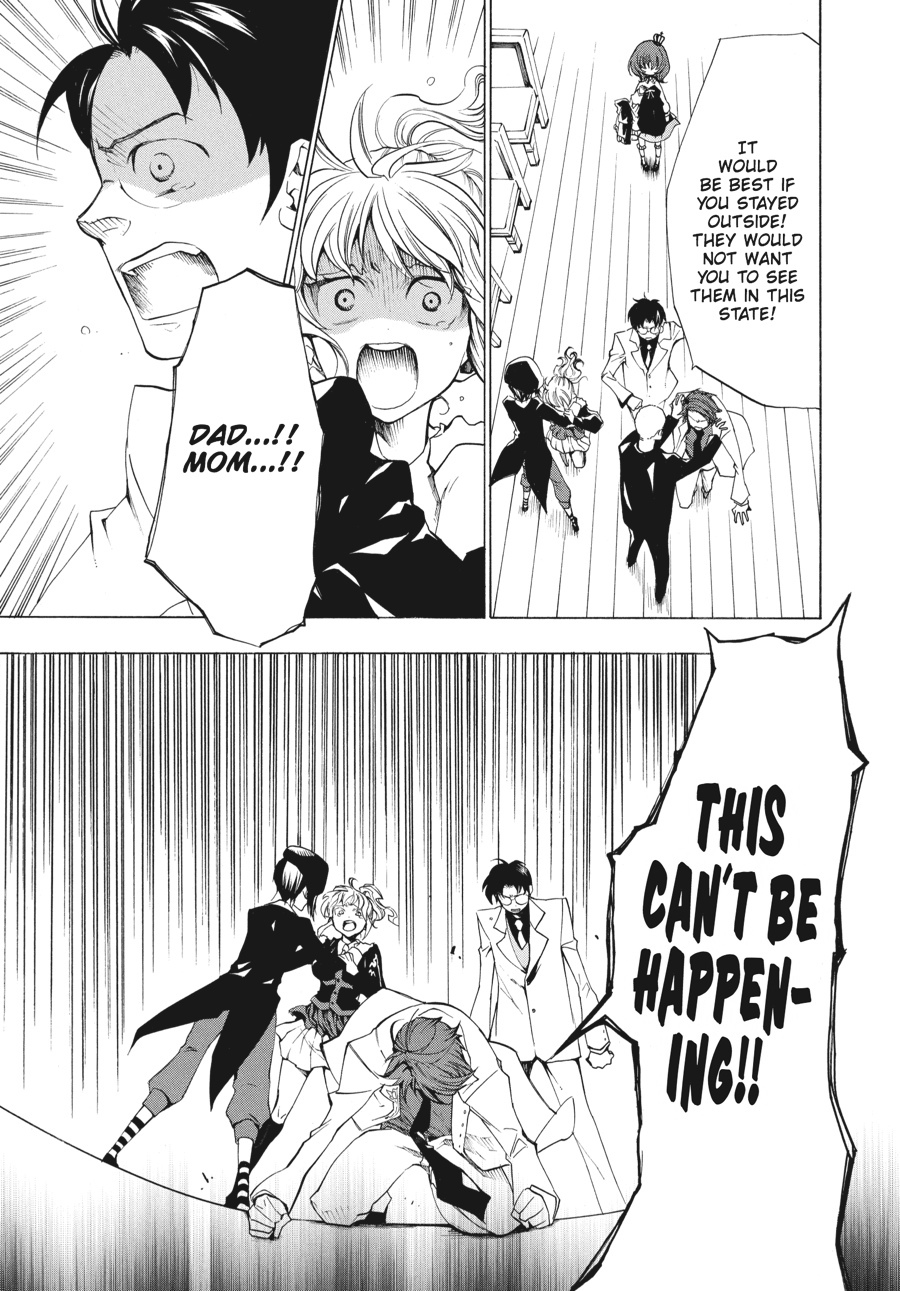 IT
WOULD
BE BEST IF
YOU STAYED
OUTSIDE!
THEY WOULD
NOT WANT
YOU TO SEE
THEM IN THIS
STATE!
DAD...!!
MOM...!!
THIS
CAN'T BE
HAPPEN-
ING!!